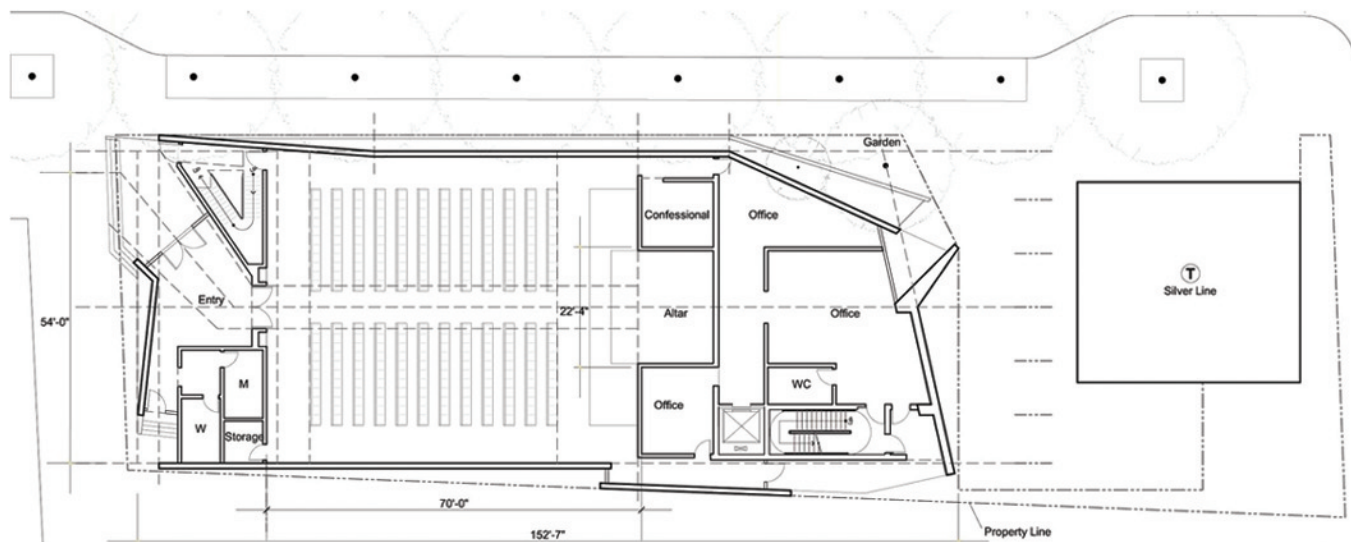 Garden
Confessional
Office
T
Silver Line
Entry
54'-0"
22'-4"
Altar
Office
M
WC
Office
W
Storage
70'-0"
152'-7"
Property Line